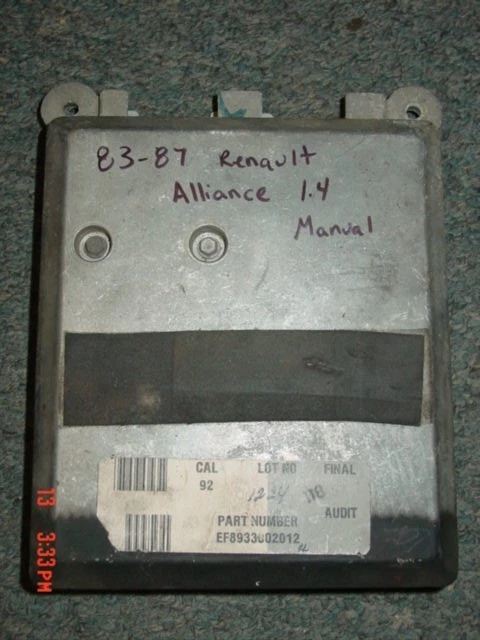 83-87 Renault
Alliance 1.4
Manual
CAL LOT NO FINAL
92 1224 118
AUDIT
PART NUMBER
EF8933002012
13 3:33PM